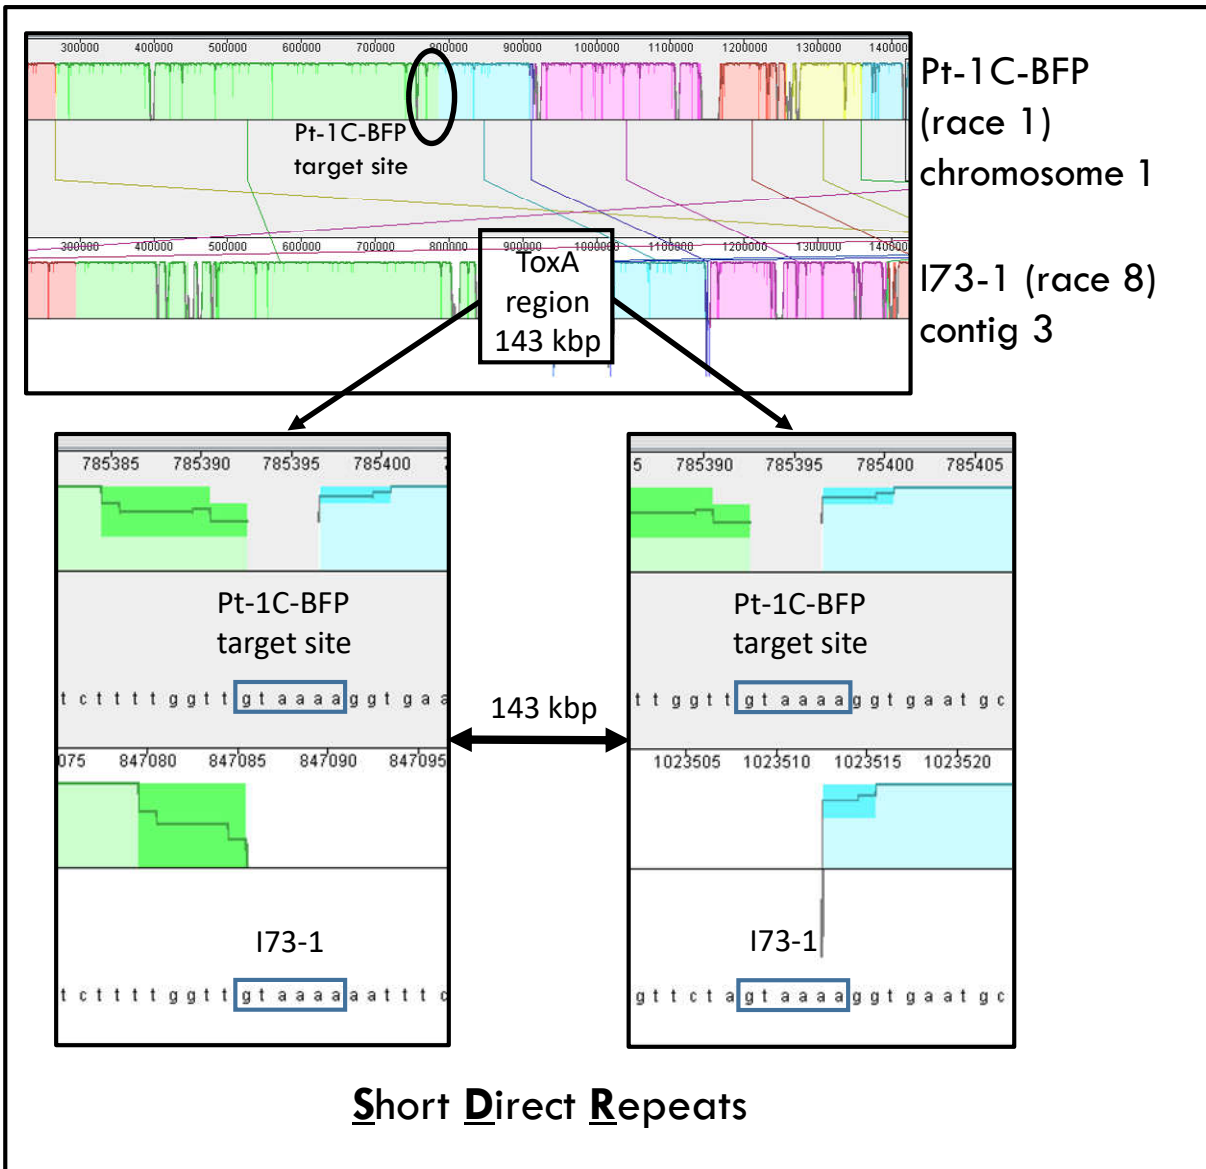 300000 400000 500000 600000 700000 800000 900000 1000000 1100000 1200000 1300000 1400000
Pt-1C-BFP
(race 1)
chromosome 1
Pt-1C-BFP
target site
300000 400000 500000 600000 700000 800000 900000 1000000 1100000 1200000 1300000 1400000
ToxA
region
143 kbp
I73-1 (race 8)
contig 3
785385 785390 785395 785400
Pt-1C-BFP
target site
t c t t t t g g t t g t a a a a g g t g a a
075 847080 847085 847090 847095
I73-1
t c t t t t g g t t g t a a a a a a t t t c
143 kbp
5 785390 785395 785400 785405
Pt-1C-BFP
target site
t t g g t t g t a a a a g g t g a a t g c
1023505 1023510 1023515 1023520
I73-1
g t t c t a g t a a a a g g t g a a t g c
Short Direct Repeats